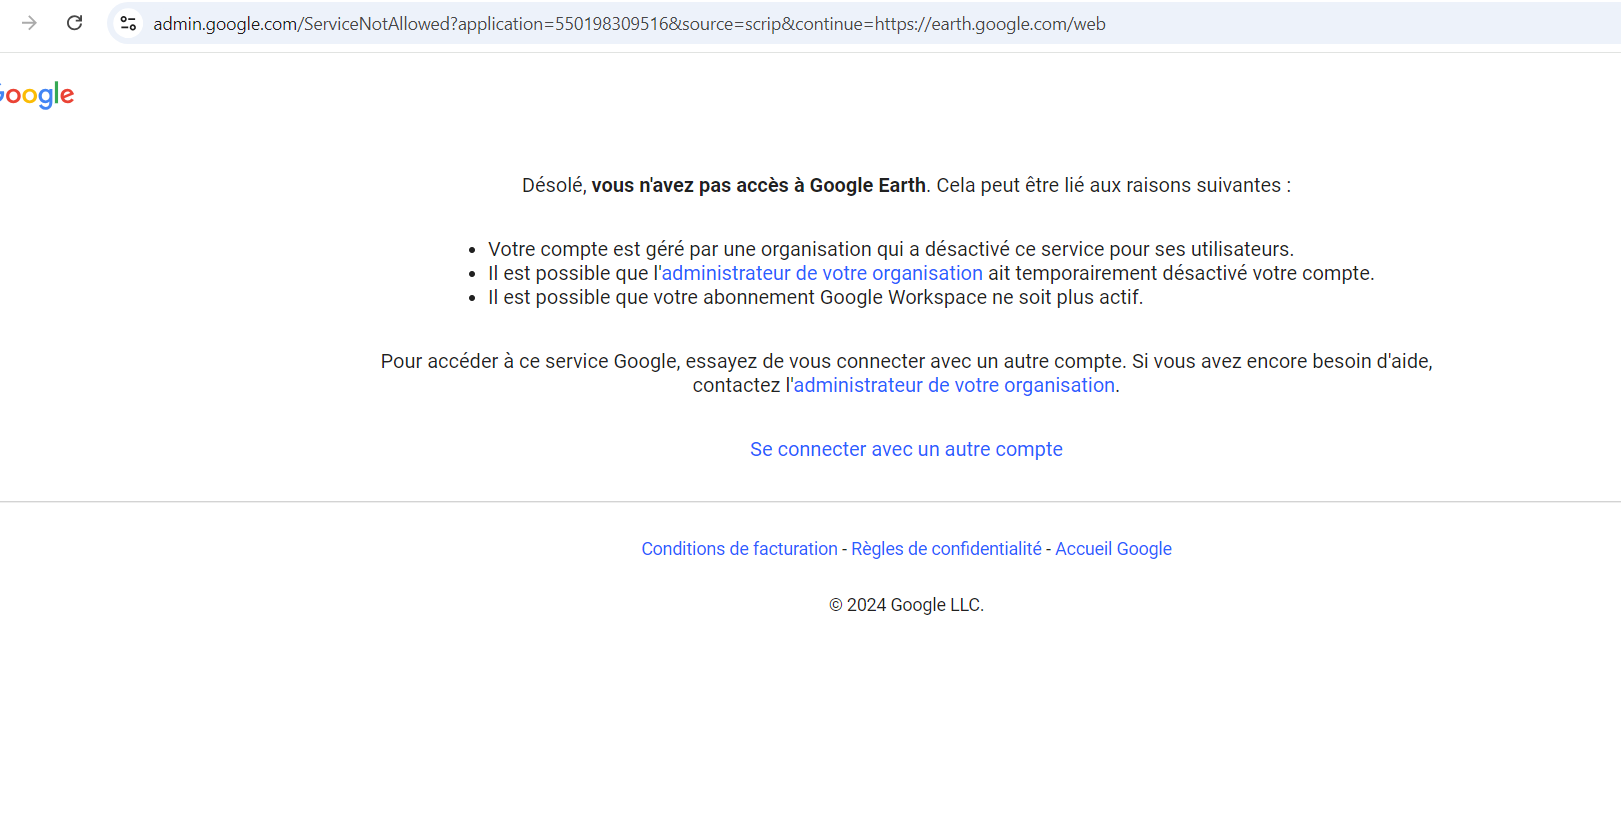 admin.google.com/ServiceNotAllowed?application=550198309516&source=scrip&continue=https://earth.google.com/web
Google
Désolé, vous n'avez pas accès à Google Earth. Cela peut être lié aux raisons suivantes :
• Votre compte est géré par une organisation qui a désactivé ce service pour ses utilisateurs.
• Il est possible que l'administrateur de votre organisation ait temporairement désactivé votre compte.
• Il est possible que votre abonnement Google Workspace ne soit plus actif.
Pour accéder à ce service Google, essayez de vous connecter avec un autre compte. Si vous avez encore besoin d'aide,
contactez l'administrateur de votre organisation.
Se connecter avec un autre compte
Conditions de facturation - Règles de confidentialité - Accueil Google
© 2024 Google LLC.